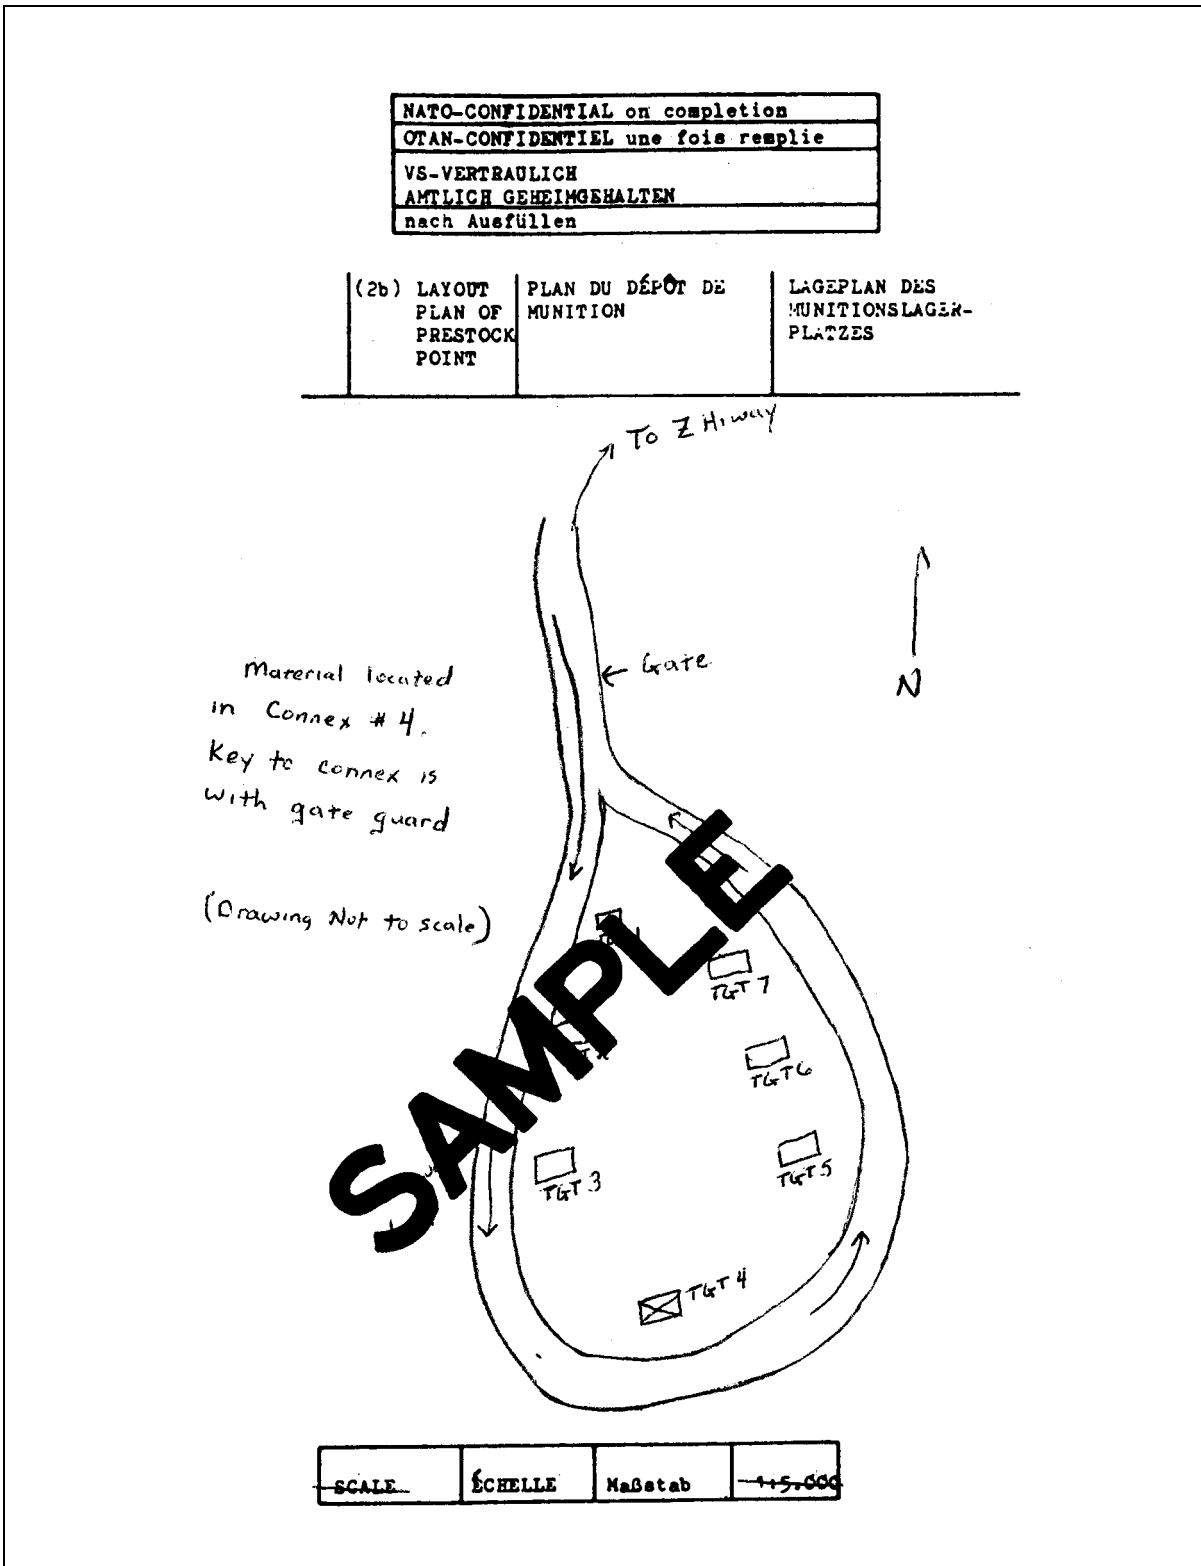 NATO-CONFIDENTIAL on completion
OTAN-CONFIDENTIEL une fois remplie
VS-VERTRAULICH
AMTLICH GEHEIMGEHALTEN
nach Ausfüllen
(2b) LAYOUT PLAN OF PRESTOCK POINT
PLAN DU DÉPÔT DE MUNITION
LAGEPLAN DES MUNITIONSLAGER-PLATZES
To Z Hiway
Gate
N
Material located
in Connex #4.
Key to connex is
with gate guard
(Drawing Not to scale)
SAMPLE
TGT 7
TGT 6
TGT 3
TGT 5
TGT 4
SCALE ÉCHELLE Maßstab 1:5.000